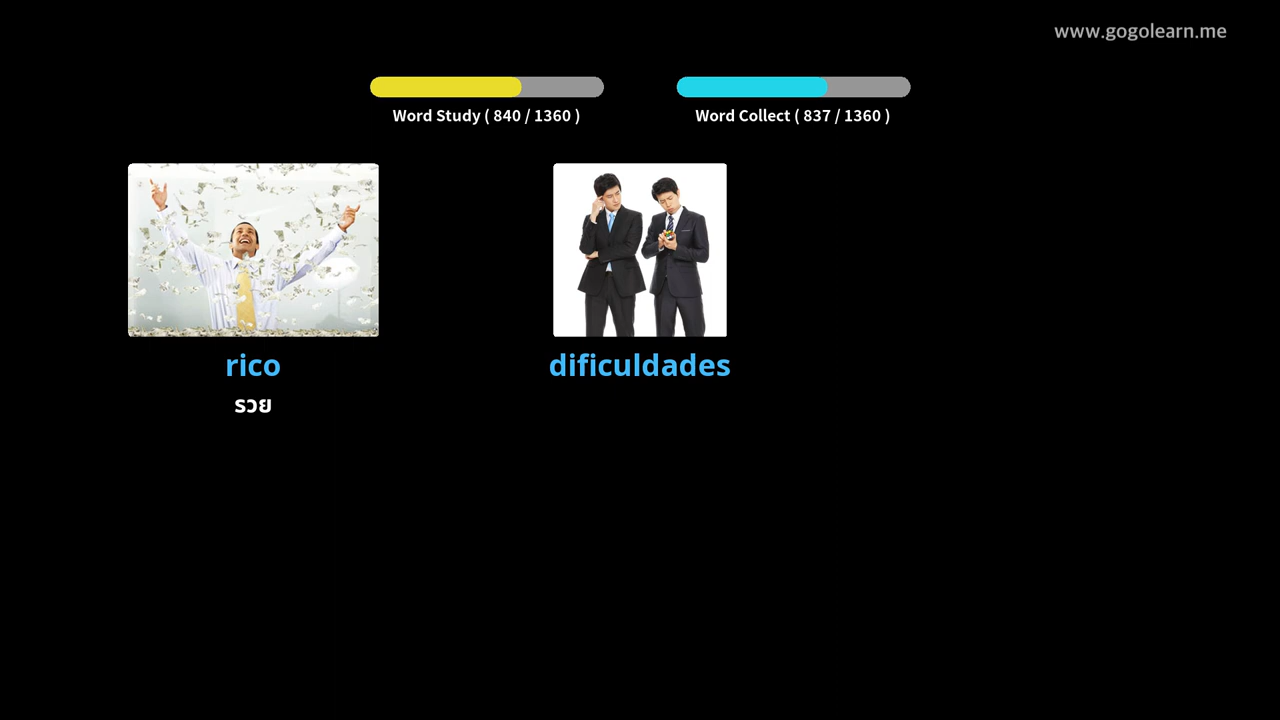 www.gogolearn.me
Word Study ( 840 / 1360 )
Word Collect ( 837 / 1360 )
rico
รวย
dificuldades